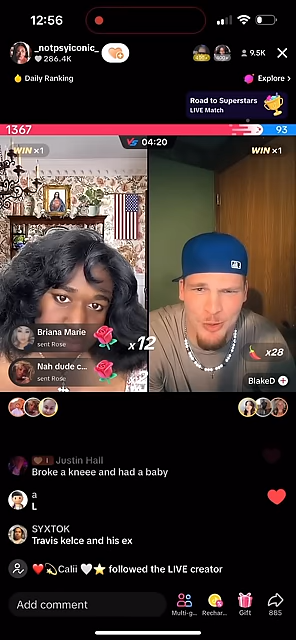 12:56
_notpsyiconic_
286.4K
9.5K
Daily Ranking
Explore >
Road to Superstars
LIVE Match
1367
93
WIN ×1
VS 04:20
WIN ×1
Briana Marie
sent Rose
x12
Nah dude c...
sent Rose
x28
BlakeD
Justin Hall
Broke a kneee and had a baby
a
L
SYXTOK
Travis kelce and his ex
Calii followed the LIVE creator
Add comment
Multi-g...
Rechar...
Gift
865